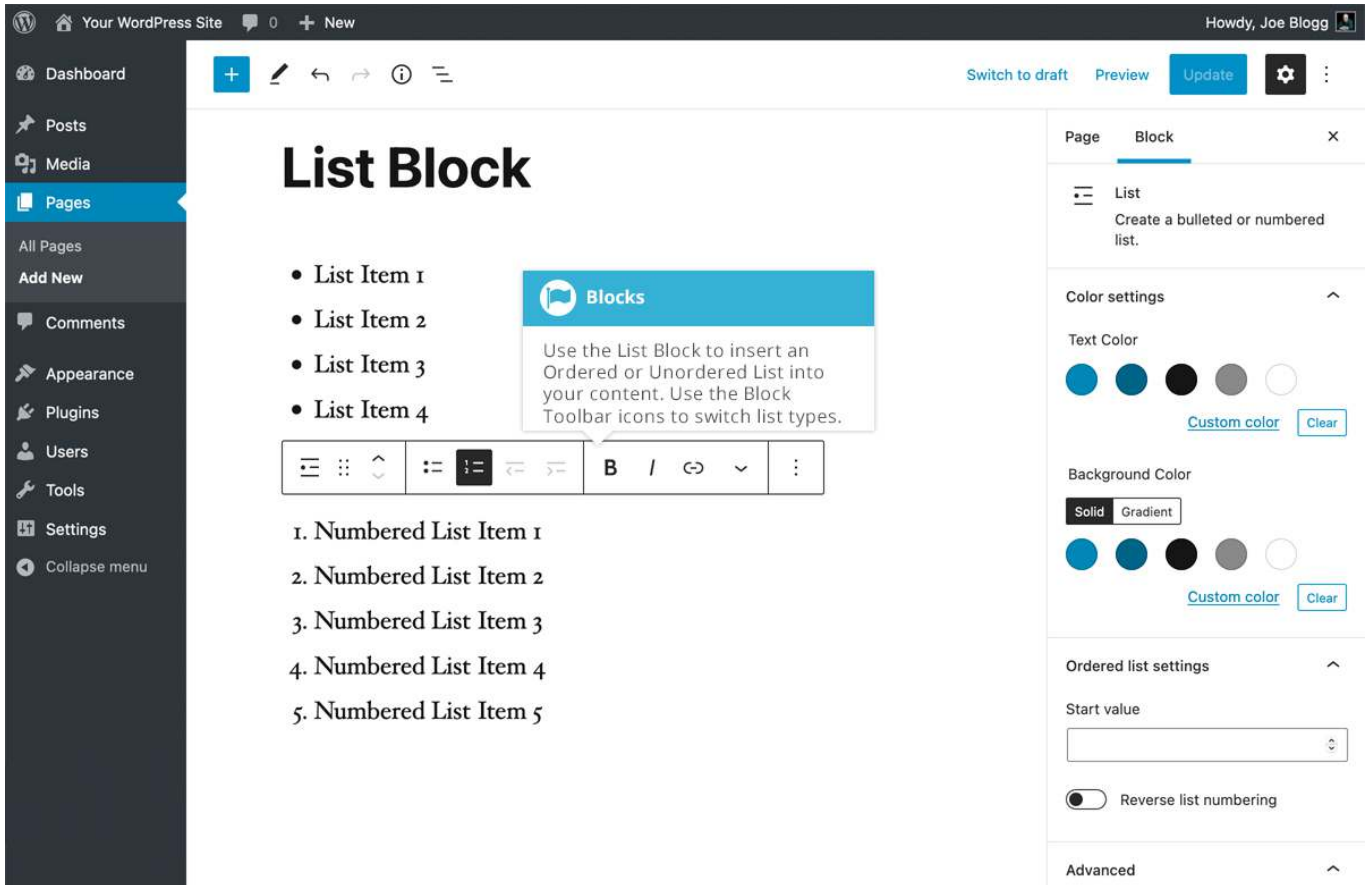 Your WordPress Site 0 New Howdy, Joe Blogg
Dashboard
Posts
Media
Pages
All Pages
Add New
Comments
Appearance
Plugins
Users
Tools
Settings
Collapse menu
Switch to draft Preview Update
List Block
• List Item 1
• List Item 2
• List Item 3
• List Item 4
Blocks
Use the List Block to insert an
Ordered or Unordered List into
your content. Use the Block
Toolbar icons to switch list types.
B I
1. Numbered List Item 1
2. Numbered List Item 2
3. Numbered List Item 3
4. Numbered List Item 4
5. Numbered List Item 5
Page Block
List
Create a bulleted or numbered
list.
Color settings
Text Color
Custom color Clear
Background Color
Solid Gradient
Custom color Clear
Ordered list settings
Start value
Reverse list numbering
Advanced